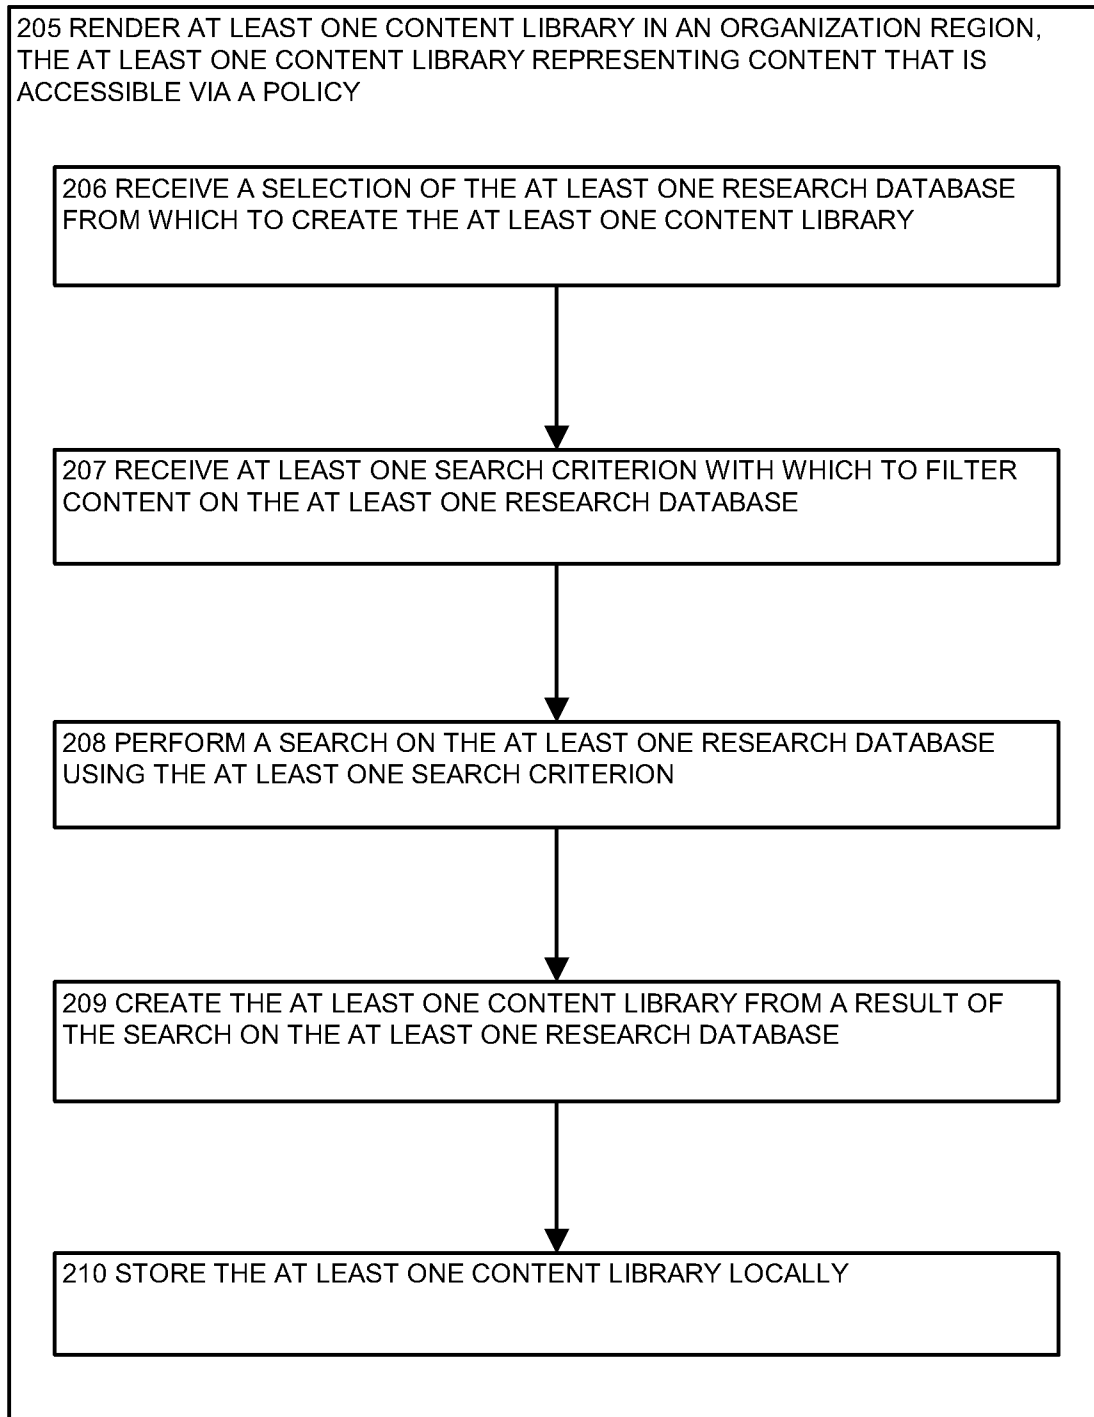 205 RENDER AT LEAST ONE CONTENT LIBRARY IN AN ORGANIZATION REGION,
THE AT LEAST ONE CONTENT LIBRARY REPRESENTING CONTENT THAT IS
ACCESSIBLE VIA A POLICY
206 RECEIVE A SELECTION OF THE AT LEAST ONE RESEARCH DATABASE
FROM WHICH TO CREATE THE AT LEAST ONE CONTENT LIBRARY
207 RECEIVE AT LEAST ONE SEARCH CRITERION WITH WHICH TO FILTER
CONTENT ON THE AT LEAST ONE RESEARCH DATABASE
208 PERFORM A SEARCH ON THE AT LEAST ONE RESEARCH DATABASE
USING THE AT LEAST ONE SEARCH CRITERION
209 CREATE THE AT LEAST ONE CONTENT LIBRARY FROM A RESULT OF
THE SEARCH ON THE AT LEAST ONE RESEARCH DATABASE
210 STORE THE AT LEAST ONE CONTENT LIBRARY LOCALLY